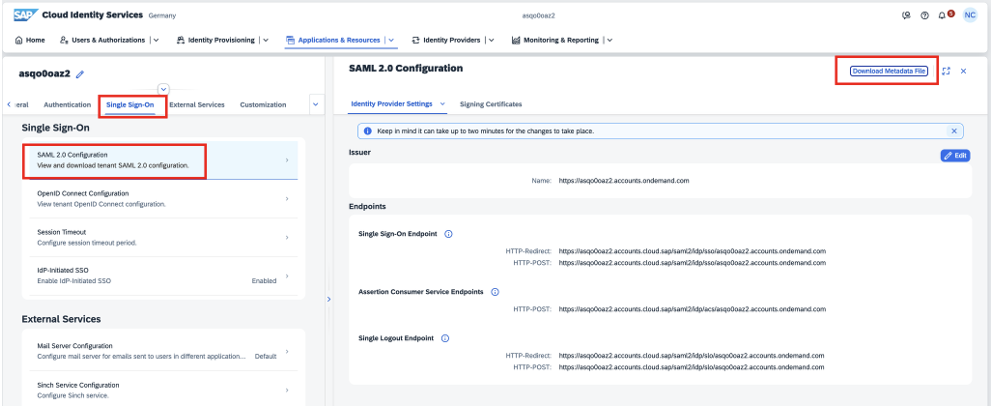 SAP Cloud Identity Services Germany
asqo0oaz2
5
NC
Home Users & Authorizations Identity Provisioning Applications & Resources Identity Providers Monitoring & Reporting
asqo0oaz2
eral Authentication Single Sign-On External Services Customization
Single Sign-On
SAML 2.0 Configuration
View and download tenant SAML 2.0 configuration.
OpenID Connect Configuration
View tenant OpenID Connect configuration.
Session Timeout
Configure session timeout period.
IdP-Initiated SSO
Enable IdP-Initiated SSO Enabled
External Services
Mail Server Configuration
Configure mail server for emails sent to users in different application... Default
Sinch Service Configuration
Configure Sinch service.
SAML 2.0 Configuration
Download Metadata File
Identity Provider Settings Signing Certificates
Keep in mind it can take up to two minutes for the changes to take place.
Issuer
Edit
Name: https://asqo0oaz2.accounts.ondemand.com
Endpoints
Single Sign-On Endpoint
HTTP-Redirect: https://asqo0oaz2.accounts.cloud.sap/saml2/idp/sso/asqo0oaz2.accounts.ondemand.com
HTTP-POST: https://asqo0oaz2.accounts.cloud.sap/saml2/idp/sso/asqo0oaz2.accounts.ondemand.com
Assertion Consumer Service Endpoints
HTTP-POST: https://asqo0oaz2.accounts.cloud.sap/saml2/idp/acs/asqo0oaz2.accounts.ondemand.com
Single Logout Endpoint
HTTP-Redirect: https://asqo0oaz2.accounts.cloud.sap/saml2/idp/slo/asqo0oaz2.accounts.ondemand.com
HTTP-POST: https://asqo0oaz2.accounts.cloud.sap/saml2/idp/slo/asqo0oaz2.accounts.ondemand.com